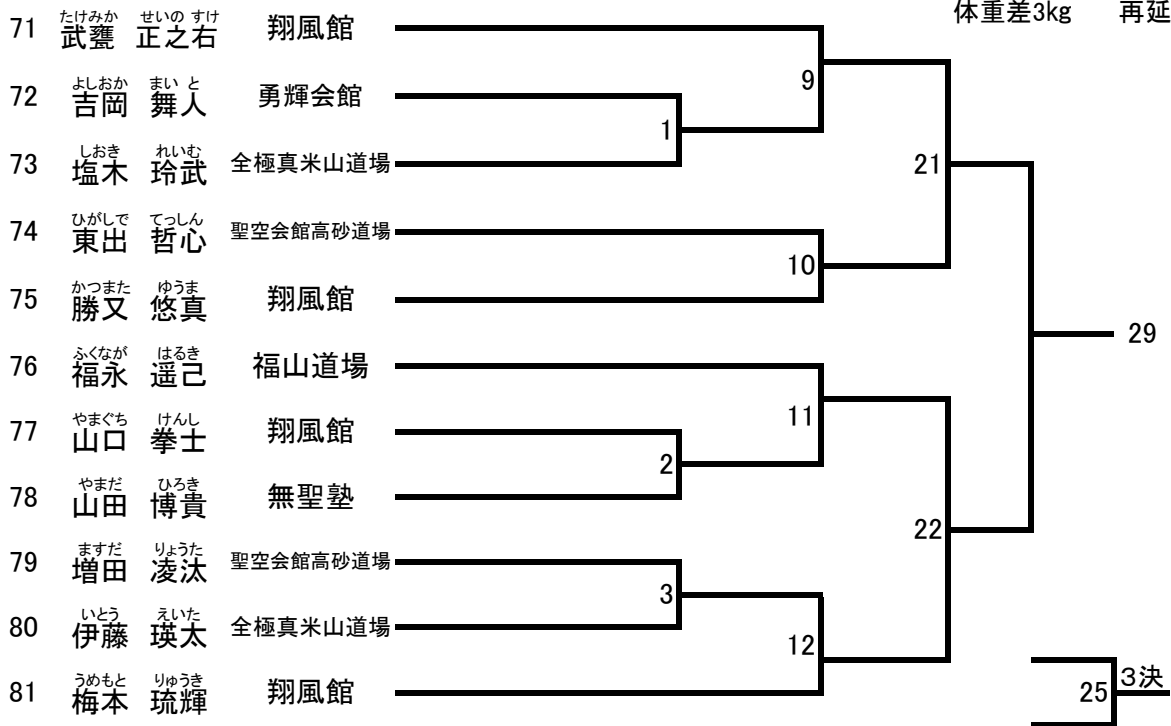 体重差3kg 再延
71 武甕 正之右 翔風館
たけみか せいの すけ
9
72 吉岡 舞人 勇輝会館
よしおか まい と
1
73 塩木 玲武 全極真米山道場
しおき れいむ
21
74 東出 哲心 聖空会館高砂道場
ひがしで てっしん
10
75 勝又 悠真 翔風館
かつまた ゆうま
29
76 福永 遥己 福山道場
ふくなが はるき
11
77 山口 拳士 翔風館
やまぐち けんし
2
78 山田 博貴 無聖塾
やまだ ひろき
22
79 増田 凌汰 聖空会館高砂道場
ますだ りょうた
3
80 伊藤 瑛太 全極真米山道場
いとう えいた
12
81 梅本 琉輝 翔風館
うめもと りゅうき
25 3決